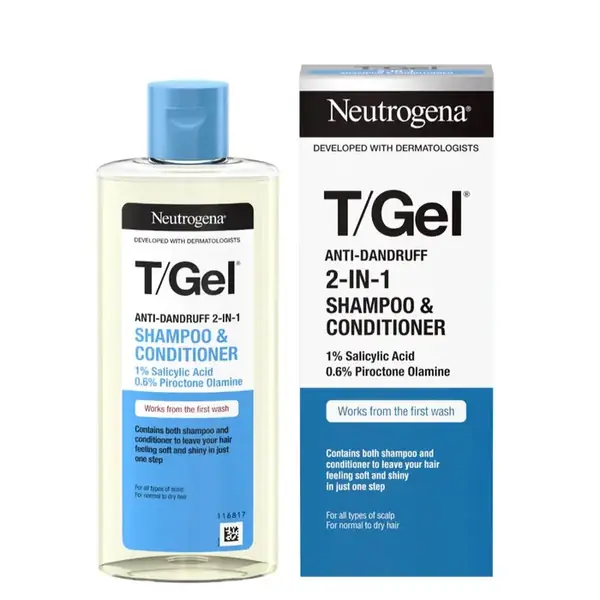 Neutrogena®
DEVELOPED WITH DERMATOLOGISTS
T/Gel®
ANTI-DANDRUFF 2-IN-1
SHAMPOO &
CONDITIONER
1% Salicylic Acid
0.6% Piroctone Olamine
Works from the first wash
Contains both shampoo and
conditioner to leave your hair
feeling soft and shiny in just
one step
For all types of scalp
For normal to dry hair
116817
2-IN-1
SHAMPOO & CONDITIONER
Neutrogena®
DEVELOPED WITH DERMATOLOGISTS
T/Gel®
ANTI-DANDRUFF
2-IN-1
SHAMPOO &
CONDITIONER
1% Salicylic Acid
0.6% Piroctone Olamine
Works from the first wash
Contains both shampoo and
conditioner to leave your hair
feeling soft and shiny
in just one step
For all types of scalp
For normal to dry hair